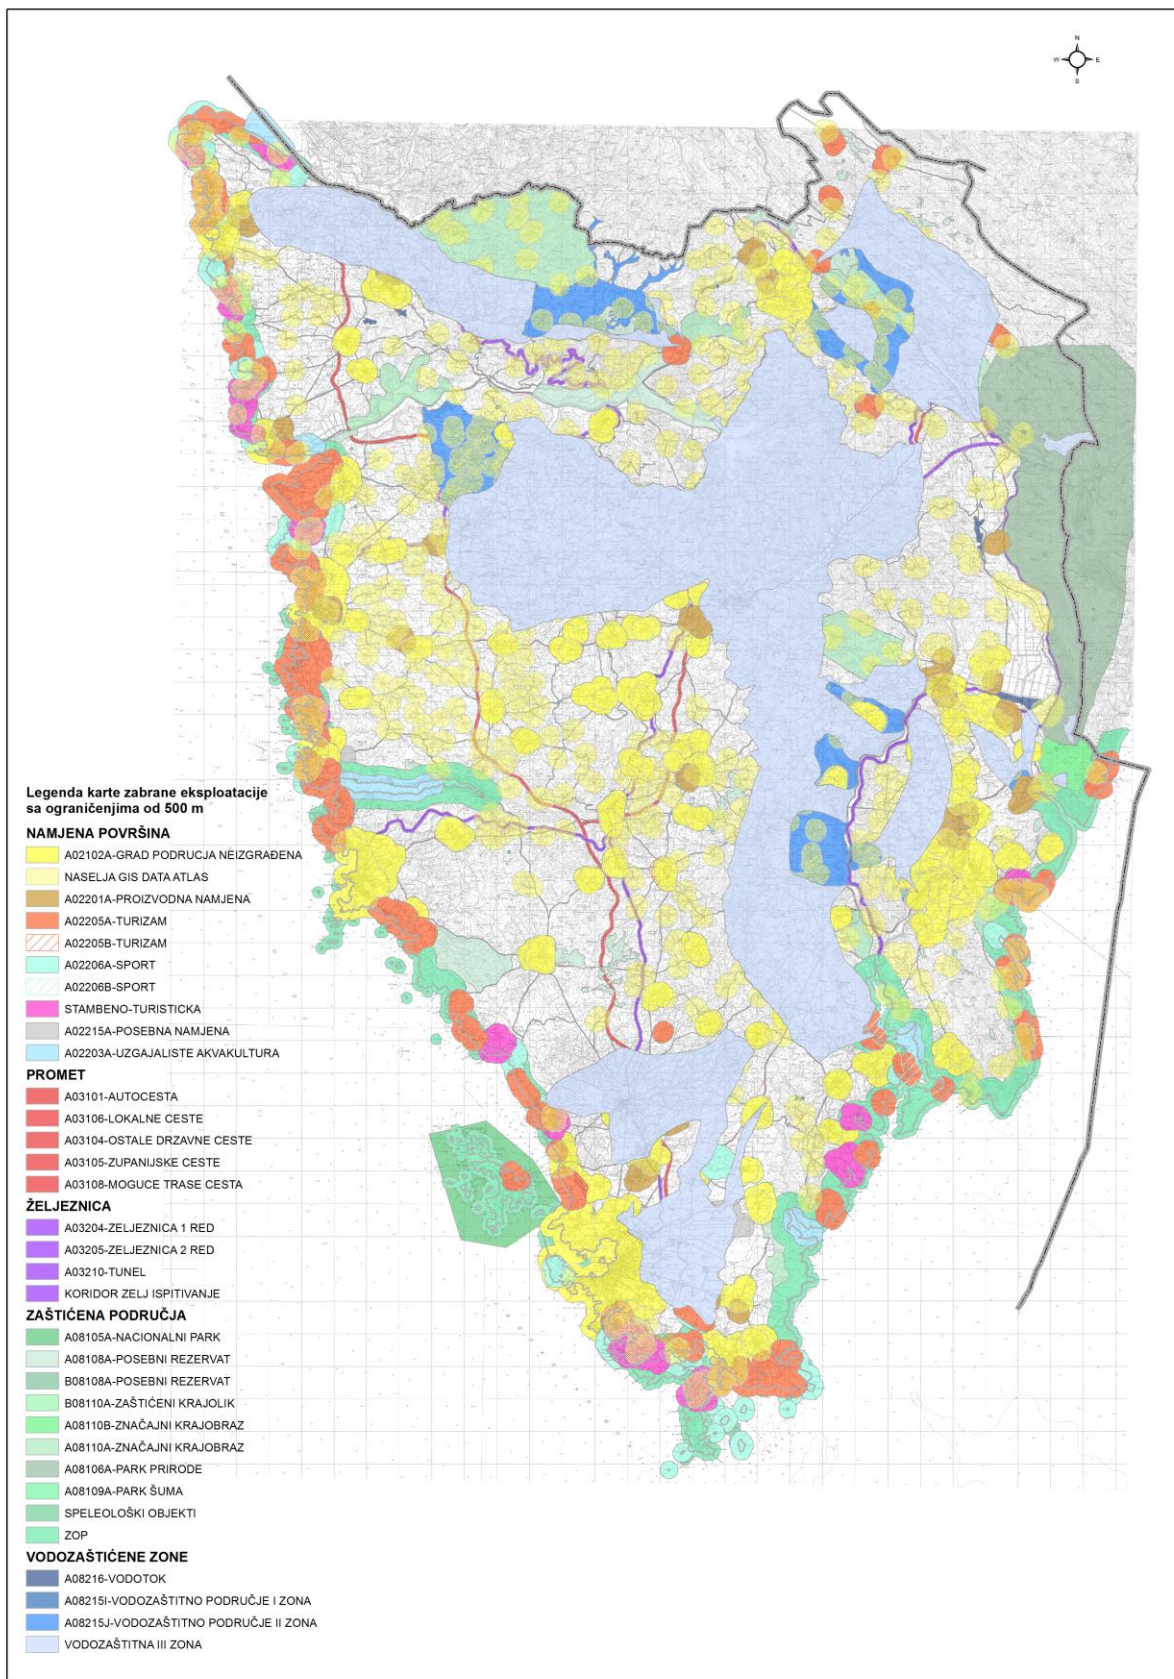 N
W E
S
Legenda karte zabrane eksploatacije
sa ograničenjima od 500 m
NAMJENA POVRŠINA
A02102A-GRAD PODRUCJA NEIZGRAĐENA
NASELJA GIS DATA ATLAS
A02201A-PROIZVODNA NAMJENA
A02205A-TURIZAM
A02205B-TURIZAM
A02206A-SPORT
A02206B-SPORT
STAMBENO-TURISTICKA
A02215A-POSEBNA NAMJENA
A02203A-UZGAJALISTE AKVAKULTURA
PROMET
A03101-AUTOCESTA
A03106-LOKALNE CESTE
A03104-OSTALE DRZAVNE CESTE
A03105-ZUPANIJSKE CESTE
A03108-MOGUCE TRASE CESTA
ŽELJEZNICA
A03204-ZELJEZNICA 1 RED
A03205-ZELJEZNICA 2 RED
A03210-TUNEL
KORIDOR ZELJ ISPITIVANJE
ZAŠTIĆENA PODRUČJA
A08105A-NACIONALNI PARK
A08108A-POSEBNI REZERVAT
B08108A-POSEBNI REZERVAT
B08110A-ZAŠTIĆENI KRAJOLIK
A08110B-ZNAČAJNI KRAJOBRAZ
A08110A-ZNAČAJNI KRAJOBRAZ
A08106A-PARK PRIRODE
A08109A-PARK ŠUMA
SPELEOLOŠKI OBJEKTI
ZOP
VODOZAŠTIĆENE ZONE
A08216-VODOTOK
A08215I-VODOZAŠTITNO PODRUČJE I ZONA
A08215J-VODOZAŠTITNO PODRUČJE II ZONA
VODOZAŠTITNA III ZONA